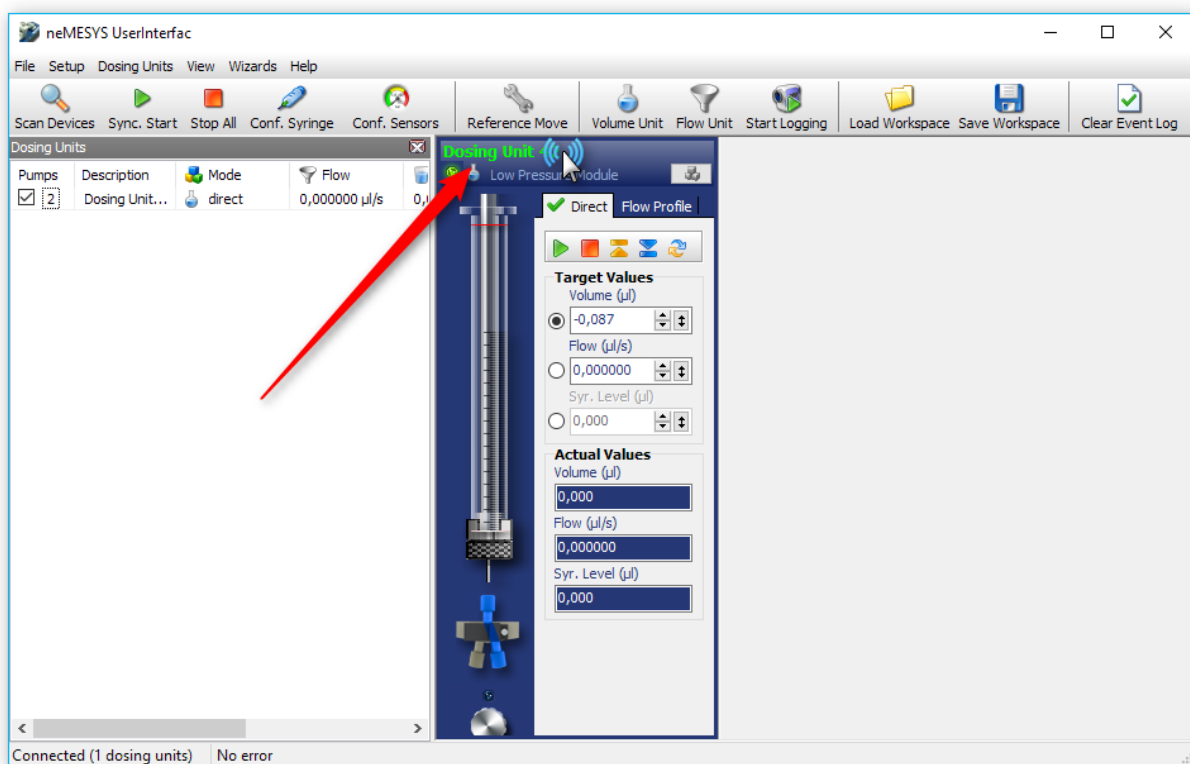 neMESYS UserInterfac
File Setup Dosing Units View Wizards Help
Scan Devices Sync. Start Stop All Conf. Syringe Conf. Sensors Reference Move Volume Unit Flow Unit Start Logging Load Workspace Save Workspace Clear Event Log
Dosing Units
Pumps Description Mode Flow
2 Dosing Unit... direct 0,000000 µl/s 0,
Dosing Unit
Low Pressure Module
Direct Flow Profile
Target Values
Volume (µl)
-0,087
Flow (µl/s)
0,000000
Syr. Level (µl)
0,000
Actual Values
Volume (µl)
0,000
Flow (µl/s)
0,000000
Syr. Level (µl)
0,000
Connected (1 dosing units) No error